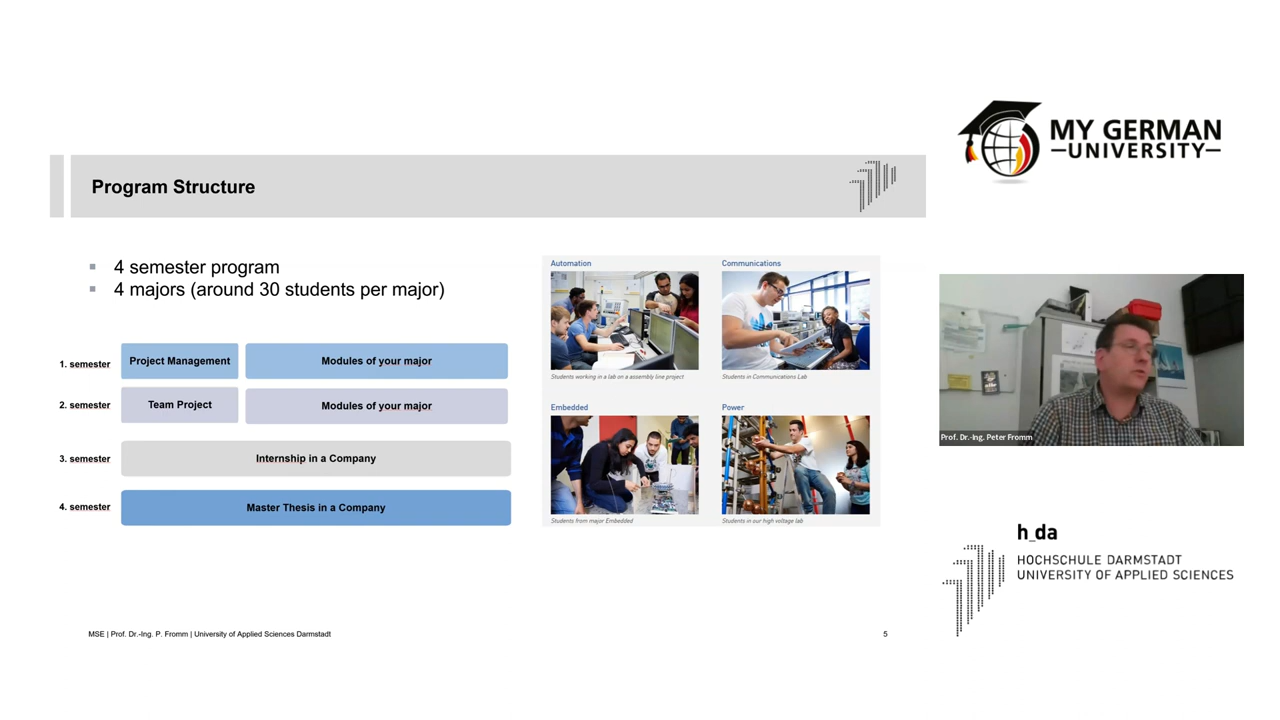 Program Structure
4 semester program
4 majors (around 30 students per major)
1. semester
Project Management
Modules of your major
2. semester
Team Project
Modules of your major
3. semester
Internship in a Company
4. semester
Master Thesis in a Company
Automation
Communications
Students working in a lab on a assembly line project
Students in Communications Lab
Embedded
Power
Students from major Embedded
Students in our high voltage lab
MSE | Prof. Dr.-Ing. P. Fromm | University of Applied Sciences Darmstadt
5
MY GERMAN
UNIVERSITY
Prof. Dr.-Ing. Peter Fromm
h_da
HOCHSCHULE DARMSTADT
UNIVERSITY OF APPLIED SCIENCES